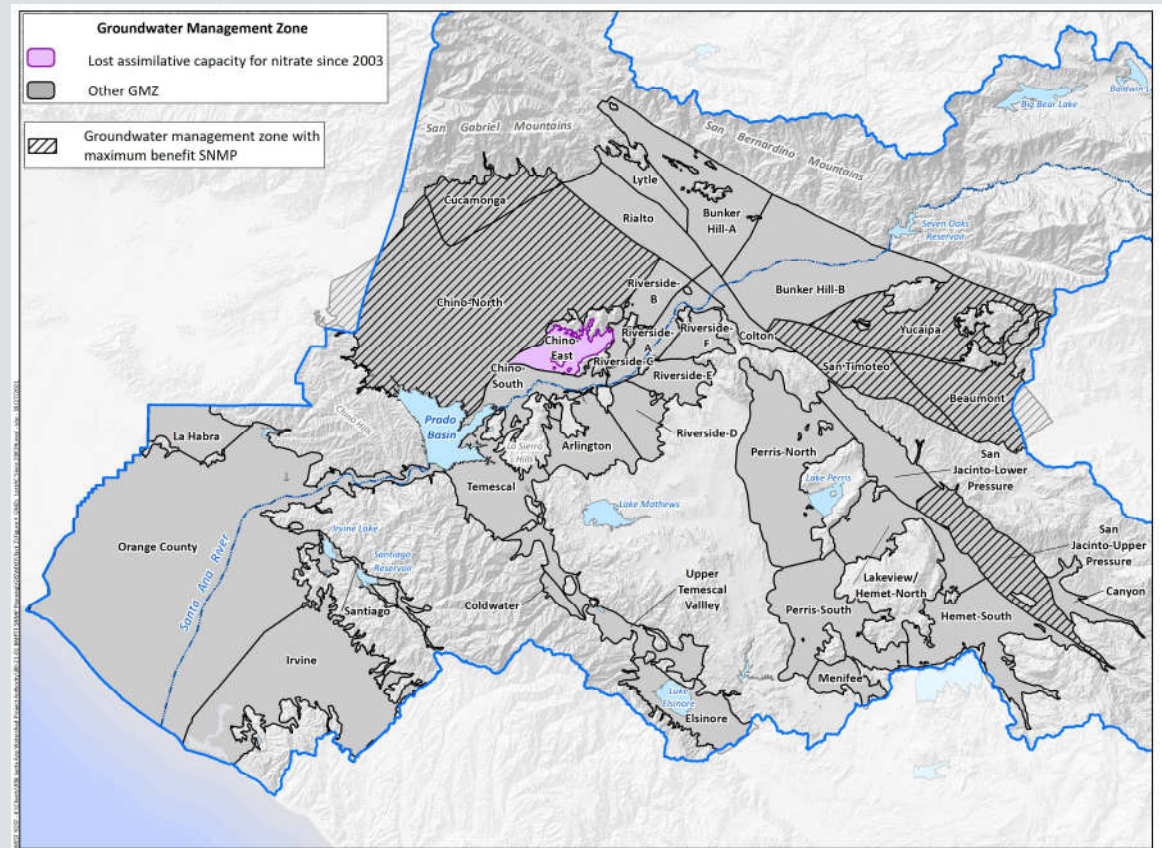 Groundwater Management Zone
Lost assimilative capacity for nitrate since 2003
Other GMZ
Groundwater management zone with
maximum benefit SNMP
San Gabriel Mountains
San Bernardino Mountains
Big Bear Lake
Baldwin L
Seven Oaks
Reservoir
Cucamonga
Lytle
Rialto
Bunker
Hill-A
Bunker Hill-B
Chino-North
Riverside-
B
Chino-
East
Riverside-
A
Riverside-
F
Colton
Yucaipa
Riverside-C
Chino-
South
Riverside-E
San Timoteo
Beaumont
Chino Hills
Prado
Basin
La Sierra
Hills
Arlington
Riverside-D
La Habra
Perris-North
San
Jacinto-Lower
Pressure
Temescal
Lake Mathews
Lake Perris
Orange County
Santa Ana River
Irvine Lake
Santiago
Reservoir
San
Jacinto-Upper
Pressure
Canyon
Santiago
Coldwater
Upper
Temescal
Vallley
Lakeview/
Hemet-North
Perris-South
Hemet-South
Irvine
Menifee
Lake
Elsinore
Elsinore